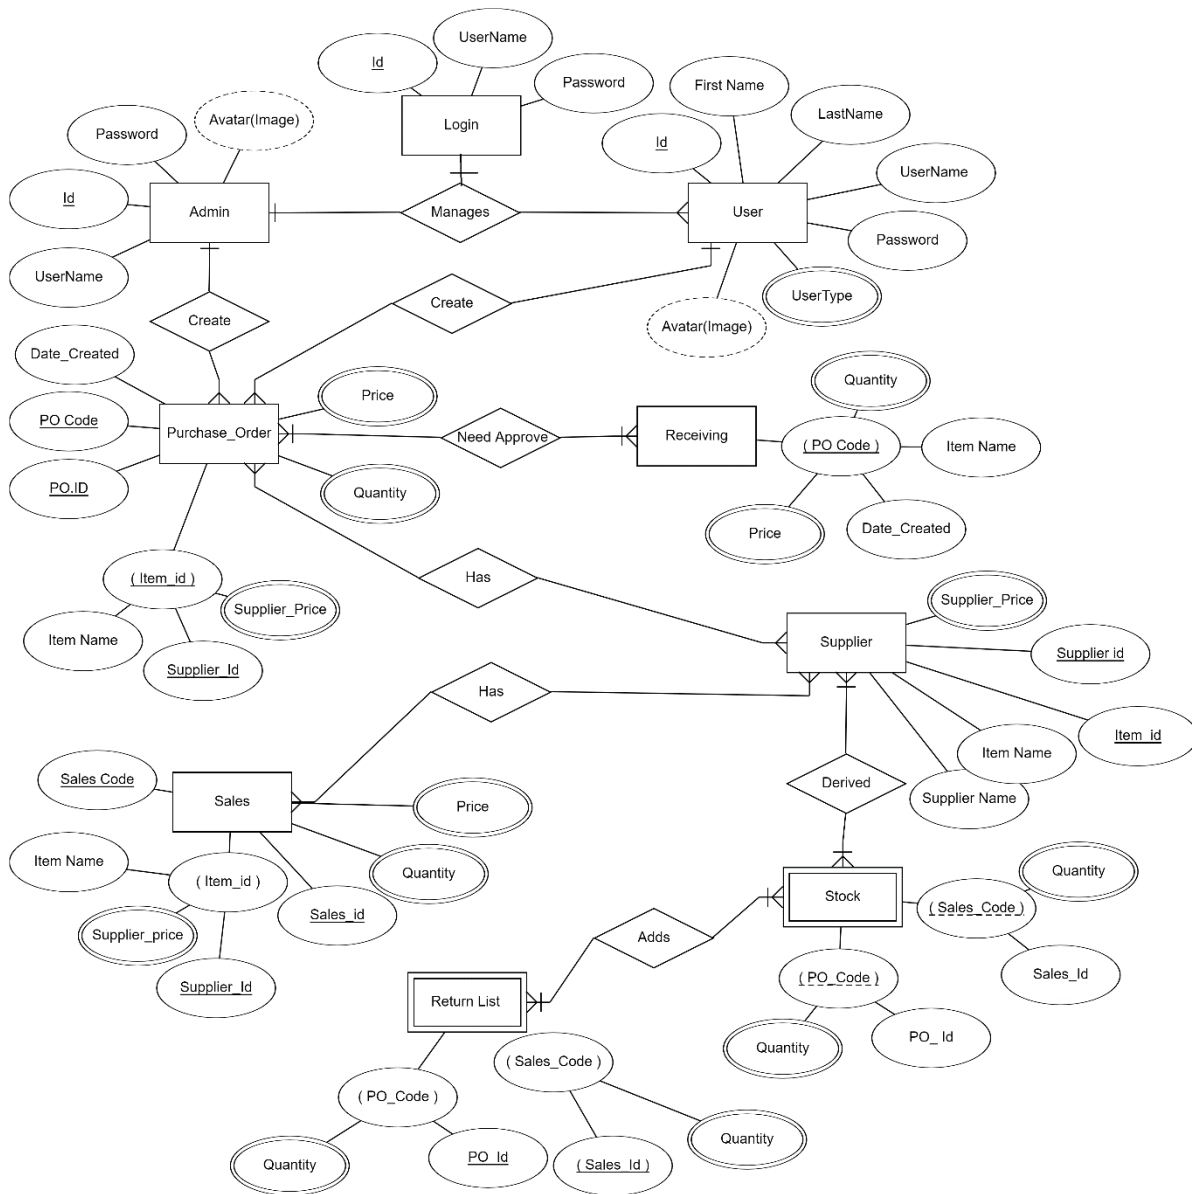 UserName
Id
Password
First Name
Avatar(Image)
LastName
Password
Login
Id
UserName
Id
Admin
Manages
User
Password
UserName
UserType
Create
Create
Avatar(Image)
Date_Created
Quantity
Price
PO Code
Purchase_Order
Need Approve
Receiving
( PO Code )
Item Name
PO.ID
Quantity
Price
Date_Created
( Item_id )
Has
Supplier_Price
Supplier_Price
Item Name
Supplier
Supplier id
Supplier_Id
Has
Item_id
Item Name
Sales Code
Sales
Price
Derived
Supplier Name
Item Name
( Item_id )
Quantity
Quantity
Stock
( Sales_Code )
Sales_id
Supplier_price
Adds
Sales_Id
( PO_Code )
Supplier_Id
Return List
PO_ Id
Quantity
( Sales_Code )
( PO_Code )
Quantity
PO_Id
Quantity
( Sales_Id )